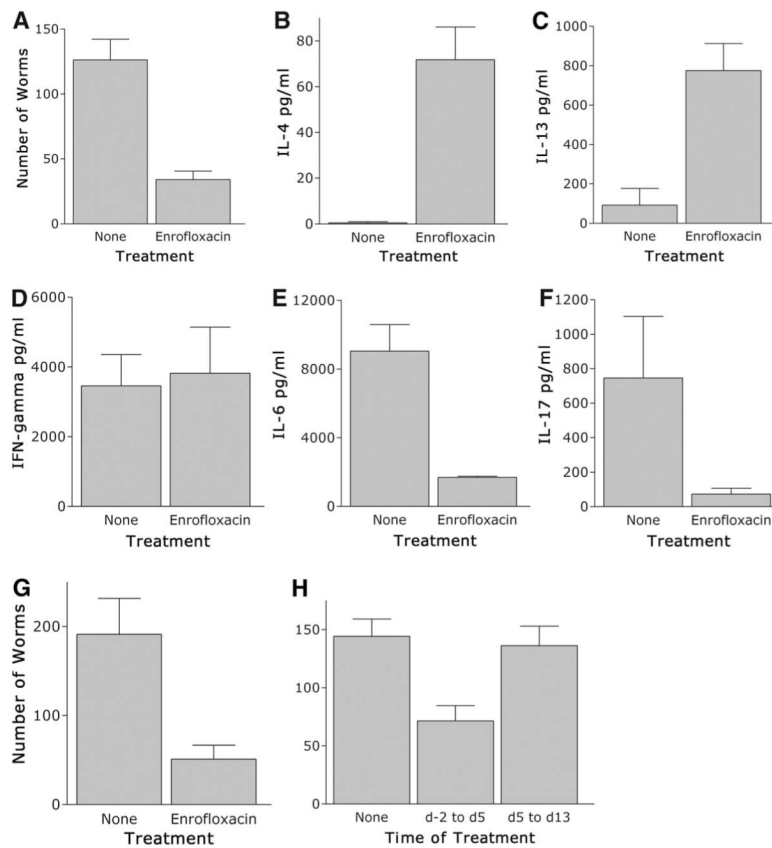 A
Number of Worms
150
100
50
0
None Enrofloxacin
Treatment
B
IL-4 pg/ml
80
60
40
20
0
None Enrofloxacin
Treatment
C
IL-13 pg/ml
1000
800
600
400
200
0
None Enrofloxacin
Treatment
D
IFN-gamma pg/ml
6000
4000
2000
0
None Enrofloxacin
Treatment
E
IL-6 pg/ml
12000
8000
4000
0
None Enrofloxacin
Treatment
F
IL-17 pg/ml
1200
1000
800
600
400
200
0
None Enrofloxacin
Treatment
G
Number of Worms
200
100
0
None Enrofloxacin
Treatment
H
150
100
50
0
None d-2 to d5 d5 to d13
Time of Treatment